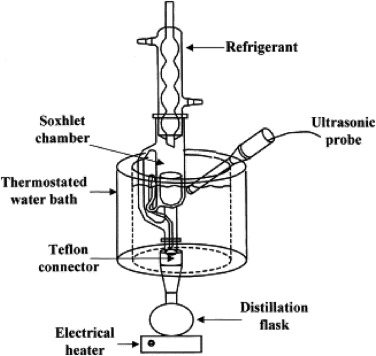 Refrigerant
Soxhlet
chamber
Ultrasonic
probe
Thermostated
water bath
Teflon
connector
Distillation
flask
Electrical
heater